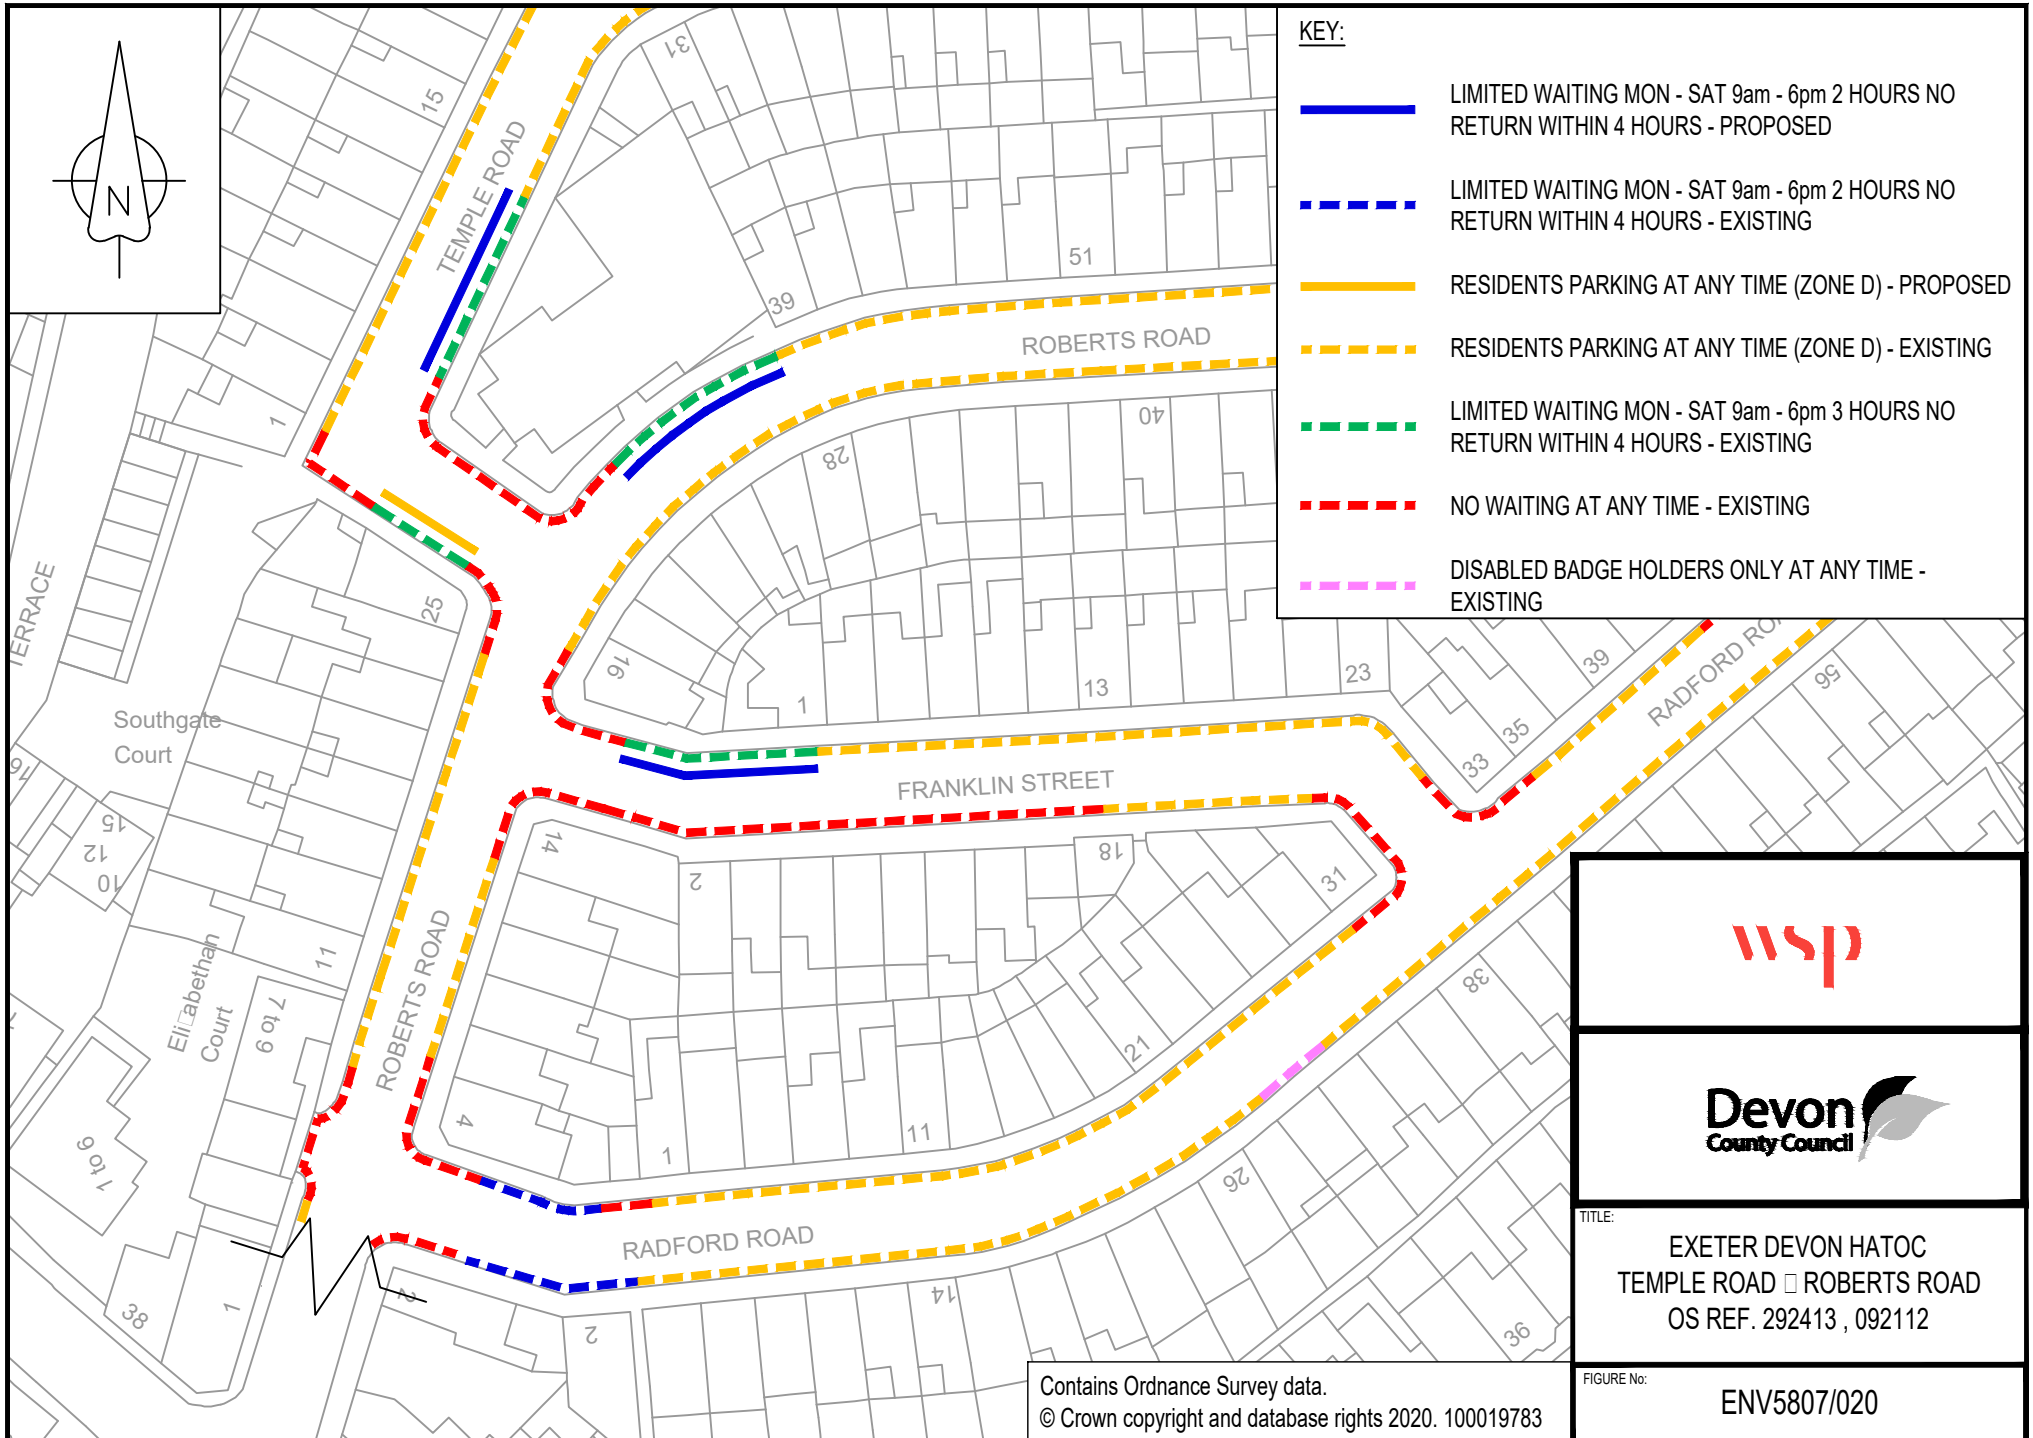 KEY:
LIMITED WAITING MON - SAT 9am - 6pm 2 HOURS NO
RETURN WITHIN 4 HOURS - PROPOSED
LIMITED WAITING MON - SAT 9am - 6pm 2 HOURS NO
RETURN WITHIN 4 HOURS - EXISTING
RESIDENTS PARKING AT ANY TIME (ZONE D) - PROPOSED
RESIDENTS PARKING AT ANY TIME (ZONE D) - EXISTING
LIMITED WAITING MON - SAT 9am - 6pm 3 HOURS NO
RETURN WITHIN 4 HOURS - EXISTING
NO WAITING AT ANY TIME - EXISTING
DISABLED BADGE HOLDERS ONLY AT ANY TIME -
EXISTING
N
15
31
TEMPLE ROAD
39
51
ROBERTS ROAD
1
28
40
25
TERRACE
16
1
13
23
39
RADFORD ROA
56
Southgate
Court
16
35
33
FRANKLIN STREET
15
12
10
14
2
18
31
11
Eli□abethan
Court
7 to 9
ROBERTS ROAD
38
21
4
1
11
1 to 6
26
RADFORD ROAD
38
1
2
2
14
36
wsp
Devon
County Council
TITLE:
EXETER DEVON HATOC
TEMPLE ROAD □ ROBERTS ROAD
OS REF. 292413 , 092112
FIGURE No:
ENV5807/020
Contains Ordnance Survey data.
© Crown copyright and database rights 2020. 100019783